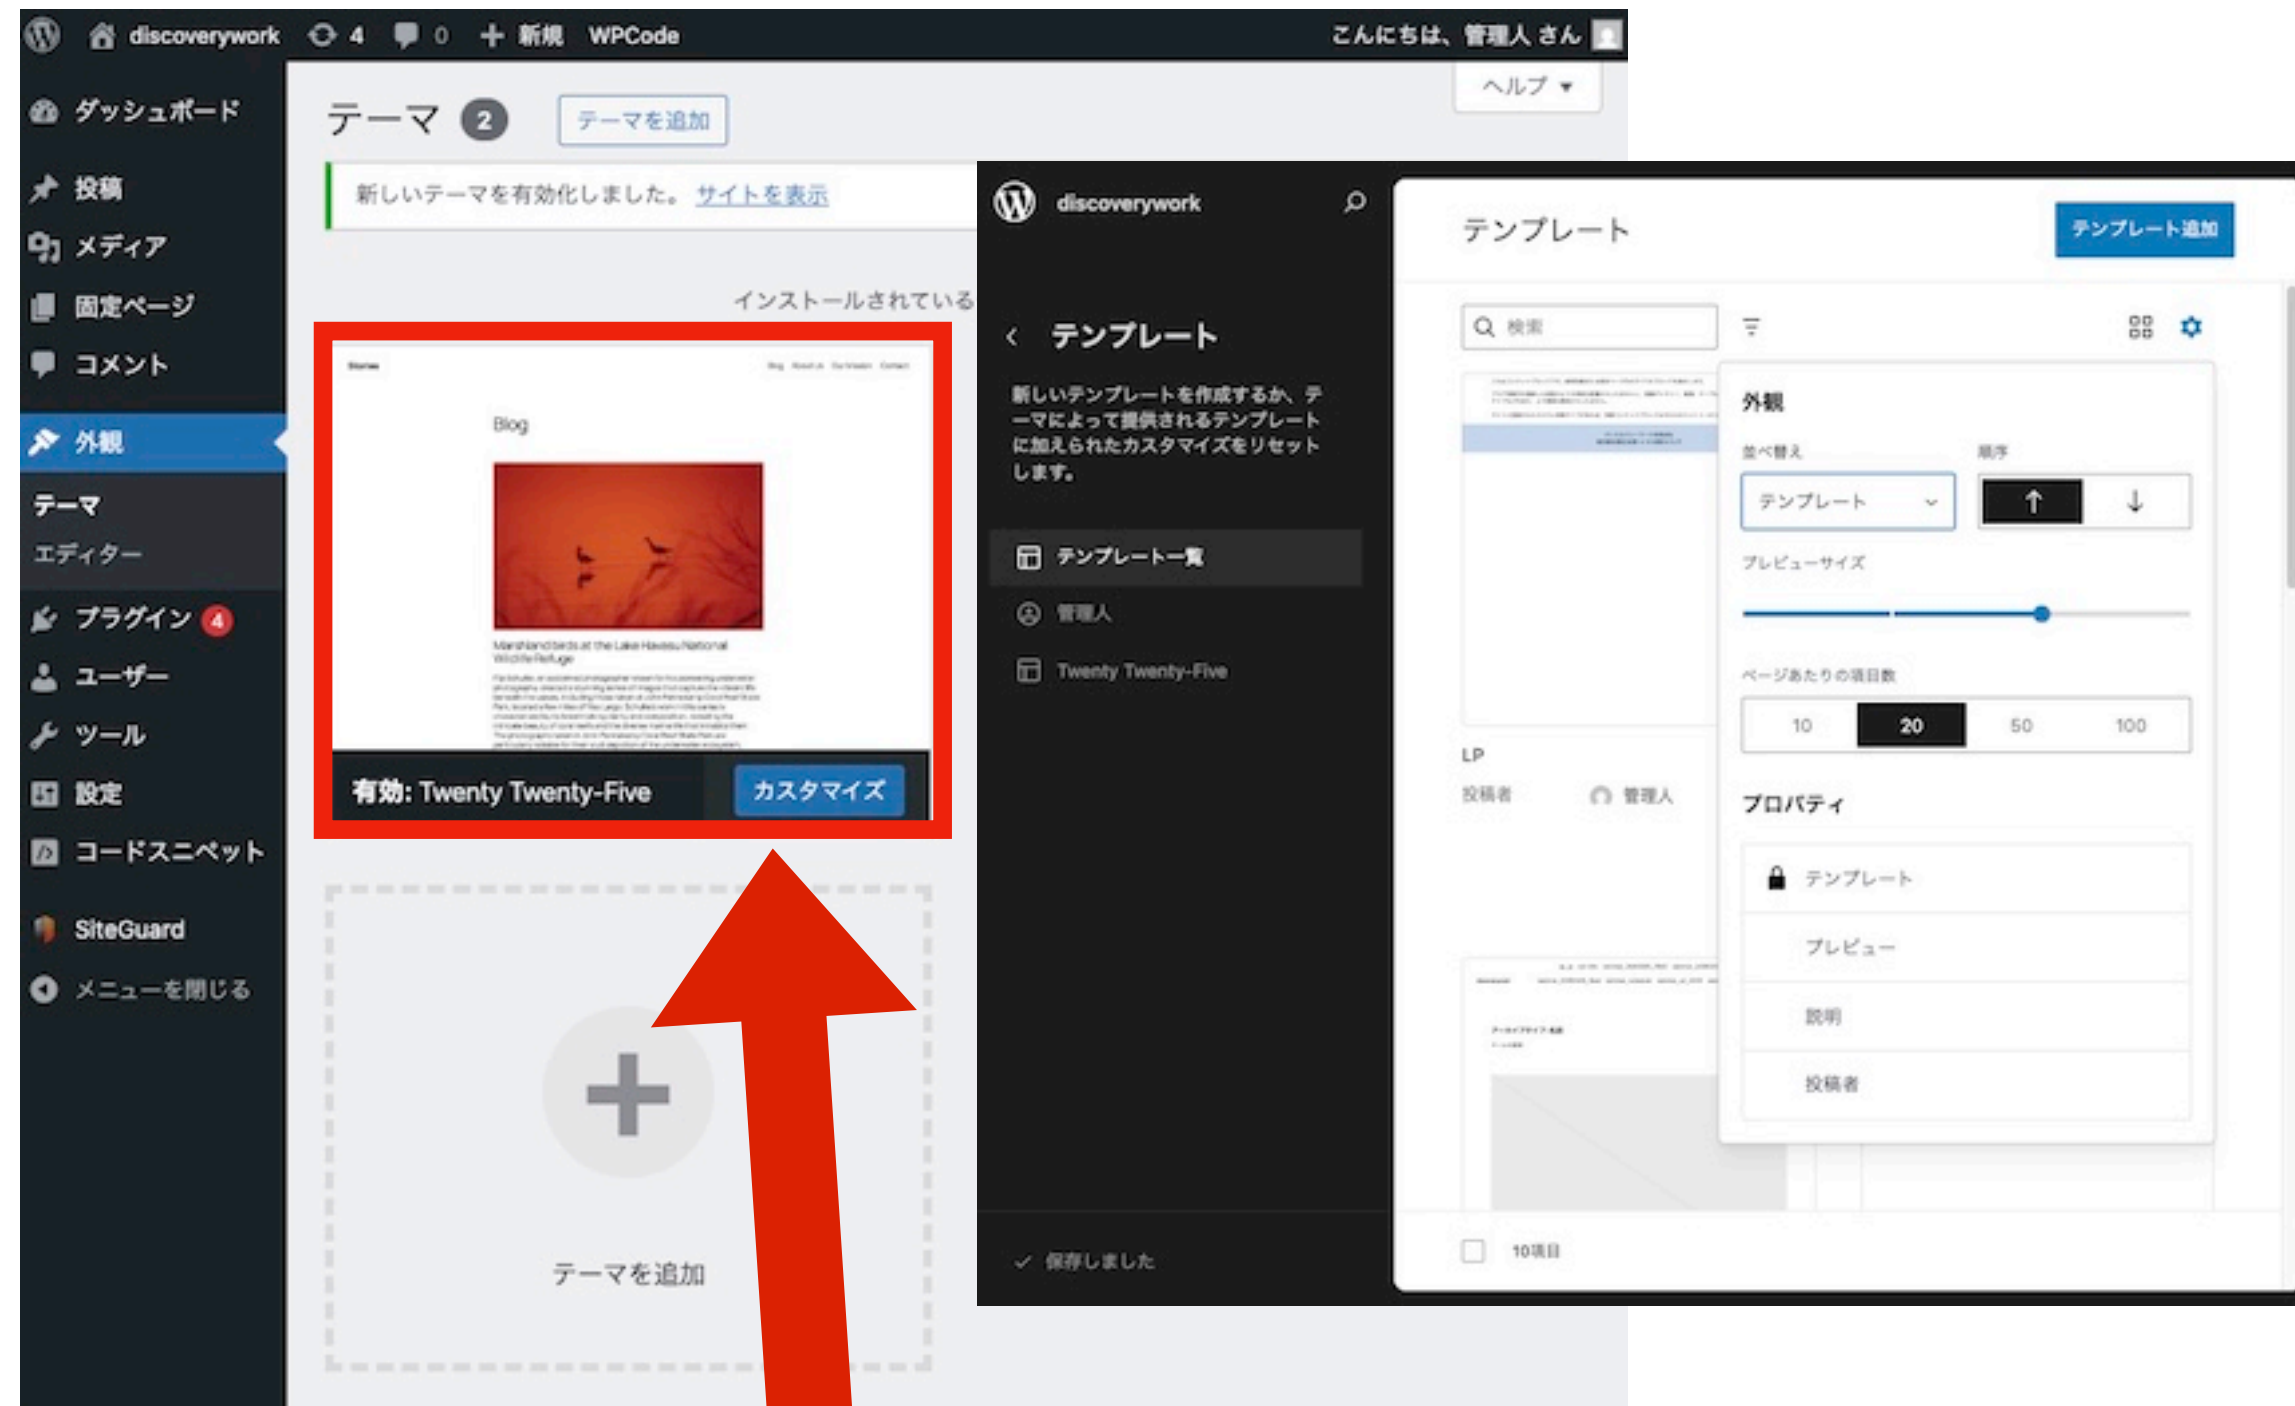 discoverywork 4 0 新規 WPCode こんにちは、管理人 さん
ヘルプ ▼
ダッシュボード
投稿
メディア
固定ページ
コメント
外観
テーマ
エディター
プラグイン 4
ユーザー
ツール
設定
コードスニペット
SiteGuard
メニューを閉じる
テーマ 2 テーマを追加
新しいテーマを有効化しました。 サイトを表示
インストールされている
Stories
Blog About us Our Mission Contact
Blog
Marshland birds at the Lake Havasu National
Wildlife Refuge
有効: Twenty Twenty-Five カスタマイズ
テーマを追加
discoverywork
テンプレート
新しいテンプレートを作成するか、テ
ーマによって提供されるテンプレート
に加えられたカスタマイズをリセット
します。
テンプレート一覧
管理人
Twenty Twenty-Five
保存しました
テンプレート テンプレート追加
検索
LP
投稿者 管理人
外観
並べ替え 順序
テンプレート ↑ ↓
プレビューサイズ
ページあたりの項目数
10 20 50 100
プロパティ
テンプレート
プレビュー
説明
投稿者
10項目